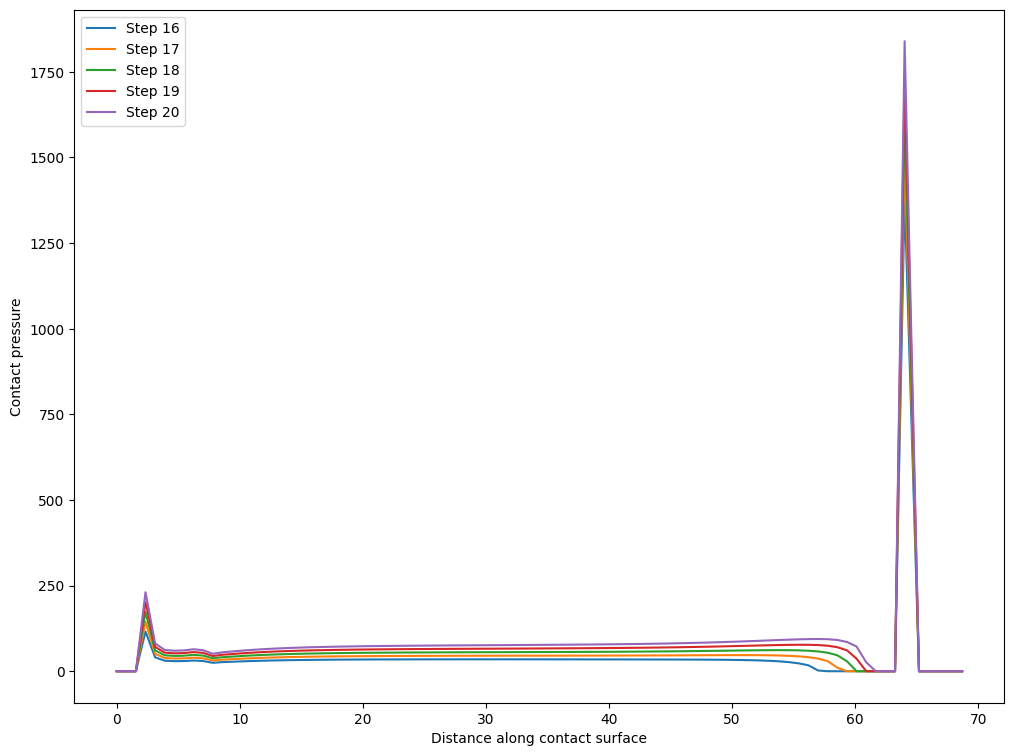 Step 16
Step 17
Step 18
Step 19
Step 20
Contact pressure
1750
1500
1250
1000
750
500
250
0
0 10 20 30 40 50 60 70
Distance along contact surface